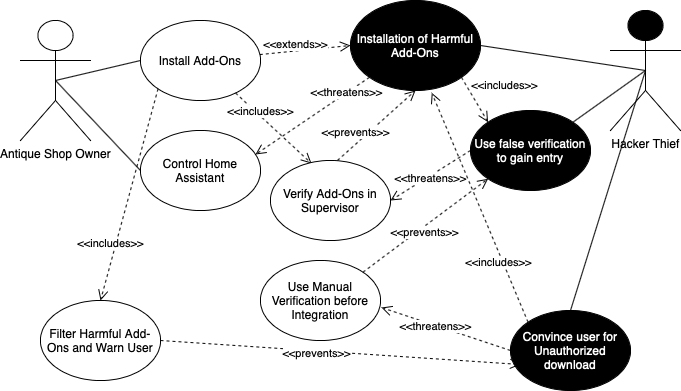 <<extends>>
Installation of Harmful
Add-Ons
Install Add-Ons
<<includes>>
<<threatens>>
<<includes>>
<<prevents>>
Antique Shop Owner
Hacker Thief
Use false verification
to gain entry
Control Home
Assistant
<<threatens>>
Verify Add-Ons in
Supervisor
<<prevents>>
<<includes>>
<<includes>>
Use Manual
Verification before
Integration
<<threatens>>
Filter Harmful Add-
Ons and Warn User
Convince user for
Unauthorized
download
<<prevents>>